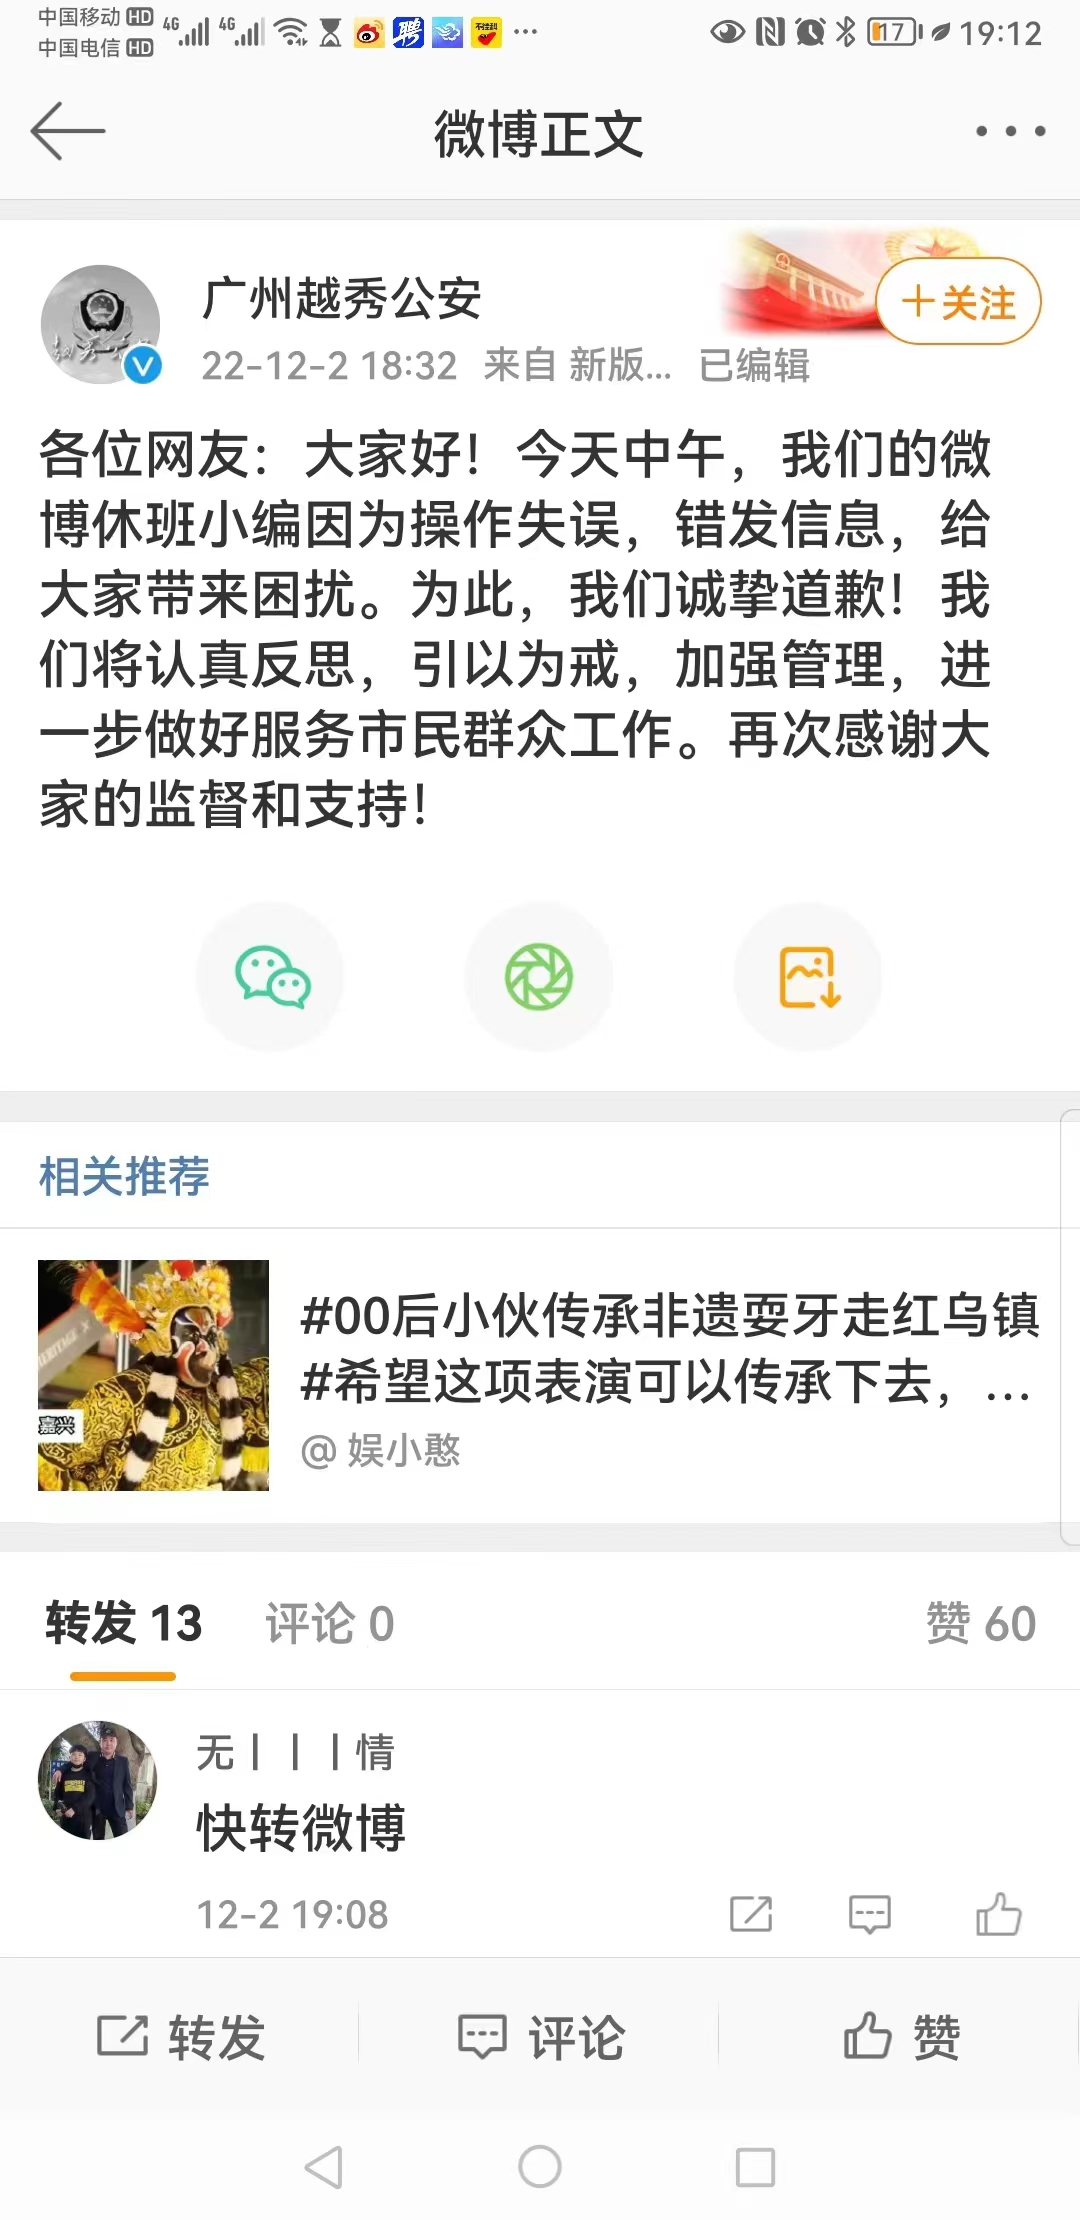 中国移动 HD 4G 4G 聘 17 19:12
中国电信 HD
微博正文
广州越秀公安
+关注
22-12-2 18:32 来自 新版... 已编辑
各位网友：大家好！今天中午，我们的微
博休班小编因为操作失误，错发信息，给
大家带来困扰。为此，我们诚挚道歉！我
们将认真反思，引以为戒，加强管理，进
一步做好服务市民群众工作。再次感谢大
家的监督和支持！
相关推荐
嘉兴
#00后小伙传承非遗耍牙走红乌镇
#希望这项表演可以传承下去，...
@ 娱小憨
转发 13 评论 0 赞 60
无丨丨丨情
快转微博
12-2 19:08
转发 评论 赞